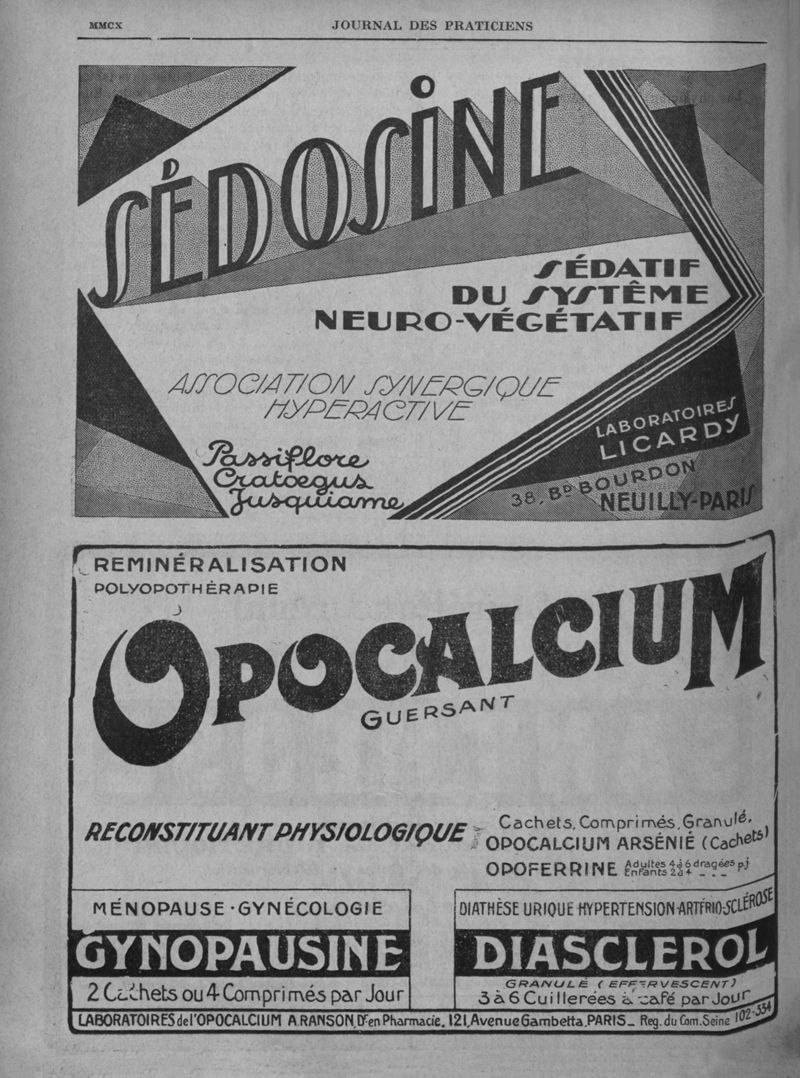 MMCX
JOURNAL DES PRATICIENS
SÉDOSINE
SÉDATIF
DU SYSTÊME
NEURO-VÉGÉTATIF
ASSOCIATION SYNERGIQUE
HYPERACTIVE
Passiflore
Cratoegus
Jusquiame
LABORATOIRES
LICARDY
38, BD BOURDON
NEUILLY-PARIS
REMINÉRALISATION
POLYOPOTHÉRAPIE
OPOCALCIUM
GUERSANT
RECONSTITUANT PHYSIOLOGIQUE
Cachets, Comprimés, Granulé.
OPOCALCIUM ARSÉNIÉ (Cachets)
OPOFERRINE Adultes 4 à 6 dragées p.j
Enfants 2 à 4 _ _ _
MÉNOPAUSE · GYNÉCOLOGIE
GYNOPAUSINE
2 Cachets ou 4 Comprimés par Jour
DIATHÈSE URIQUE · HYPERTENSION · ARTÉRIO-SCLÉROSE
DIASCLEROL
GRANULÉ (EFFERVESCENT)
3 à 6 Cuillerées à café par Jour
LABORATOIRES de l'OPOCALCIUM A. RANSON, Dr en Pharmacie, 121, Avenue Gambetta, PARIS_ Reg. du Com. Seine 102-334